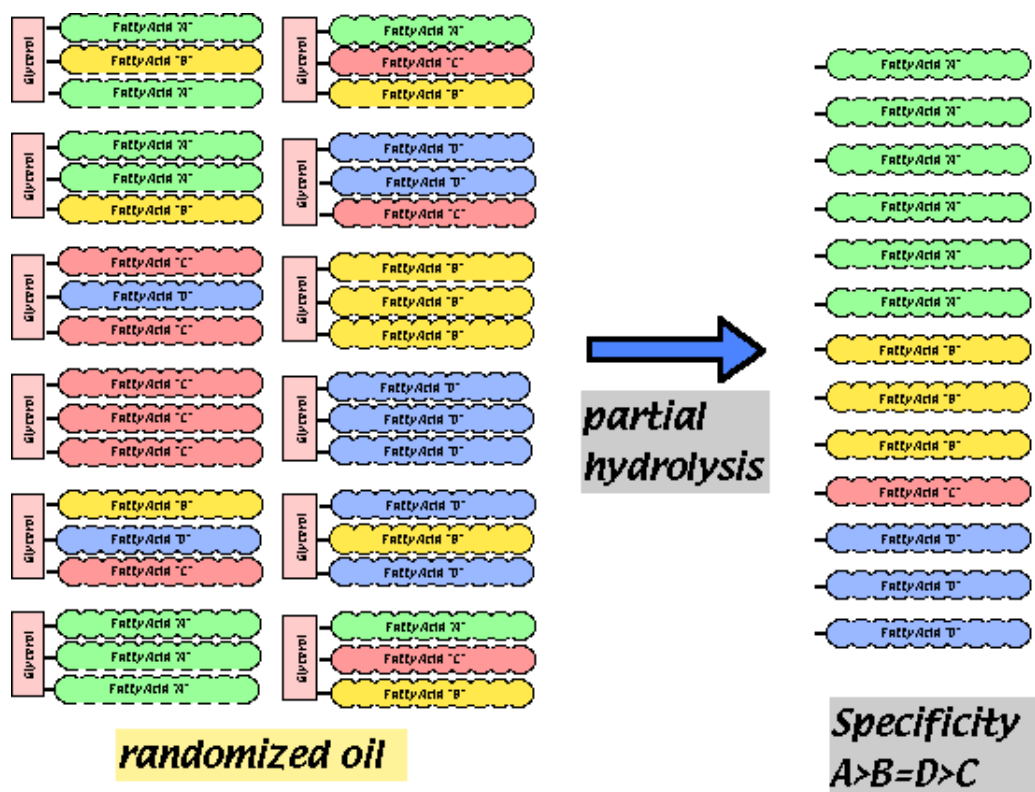 Glycerol
Fatty Acid "A"
Fatty Acid "B"
Fatty Acid "A"
Glycerol
Fatty Acid "A"
Fatty Acid "A"
Fatty Acid "B"
Glycerol
Fatty Acid "C"
Fatty Acid "D"
Fatty Acid "C"
Glycerol
Fatty Acid "C"
Fatty Acid "C"
Fatty Acid "C"
Glycerol
Fatty Acid "B"
Fatty Acid "D"
Fatty Acid "C"
Glycerol
Fatty Acid "A"
Fatty Acid "A"
Fatty Acid "A"
Glycerol
Fatty Acid "A"
Fatty Acid "C"
Fatty Acid "B"
Glycerol
Fatty Acid "D"
Fatty Acid "D"
Fatty Acid "C"
Glycerol
Fatty Acid "B"
Fatty Acid "B"
Fatty Acid "B"
Glycerol
Fatty Acid "D"
Fatty Acid "D"
Fatty Acid "D"
Glycerol
Fatty Acid "D"
Fatty Acid "B"
Fatty Acid "D"
Glycerol
Fatty Acid "A"
Fatty Acid "C"
Fatty Acid "B"
randomized oil
partial
hydrolysis
Fatty Acid "A"
Fatty Acid "A"
Fatty Acid "A"
Fatty Acid "A"
Fatty Acid "A"
Fatty Acid "A"
Fatty Acid "B"
Fatty Acid "B"
Fatty Acid "B"
Fatty Acid "C"
Fatty Acid "D"
Fatty Acid "D"
Fatty Acid "D"
Specificity
A>B=D>C